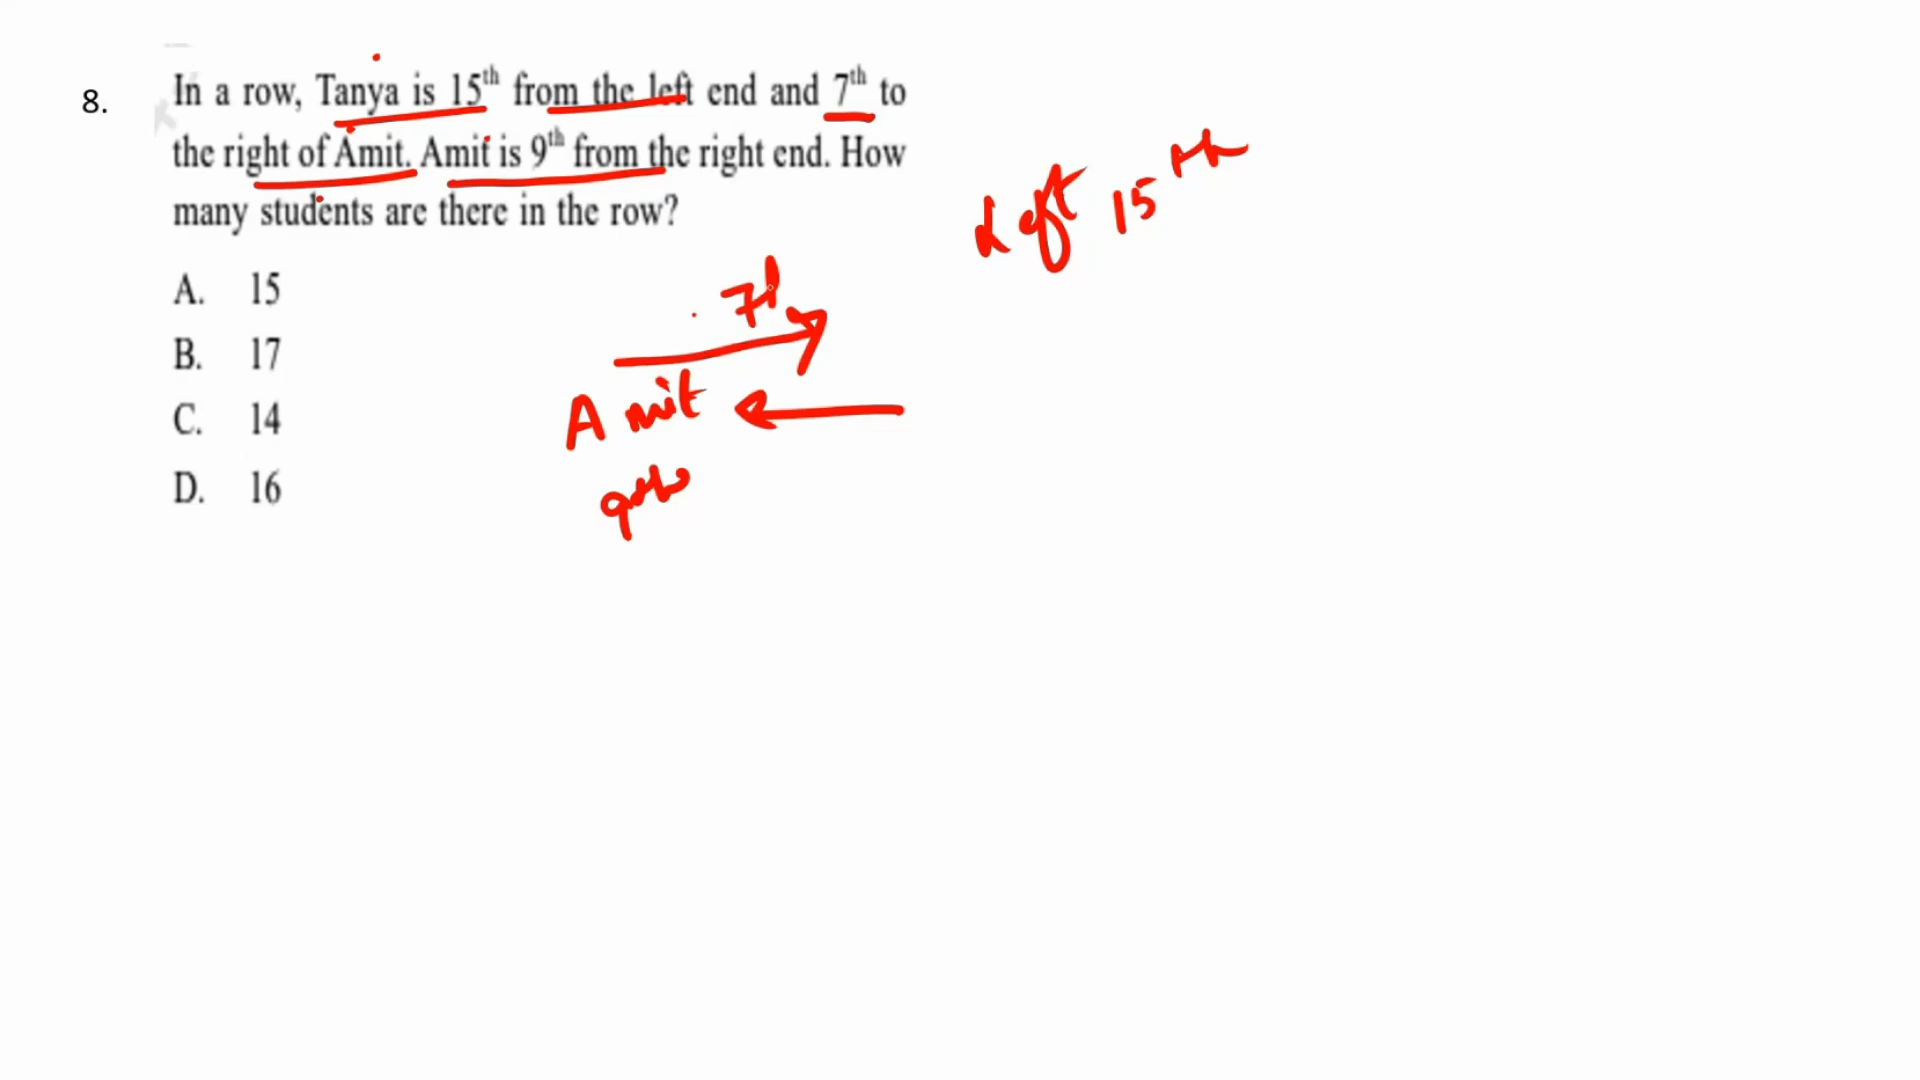 8.
In a row, Tanya is 15th from the left end and 7th to
the right of Amit. Amit is 9th from the right end. How
many students are there in the row?
Left 15th
A. 15
7th
B. 17
Amit
C. 14
9th
D. 16